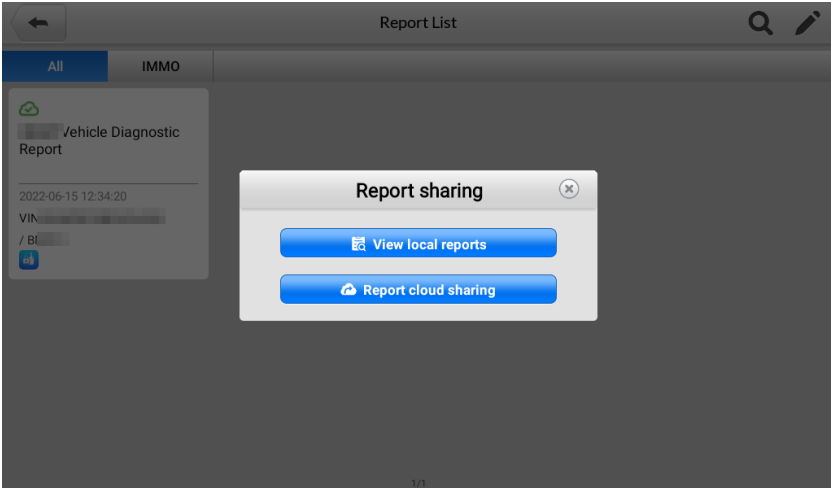 Report List
All
IMMO
Vehicle Diagnostic
Report
2022-06-15 12:34:20
VIN
/ B
Report sharing
View local reports
Report cloud sharing
1/1